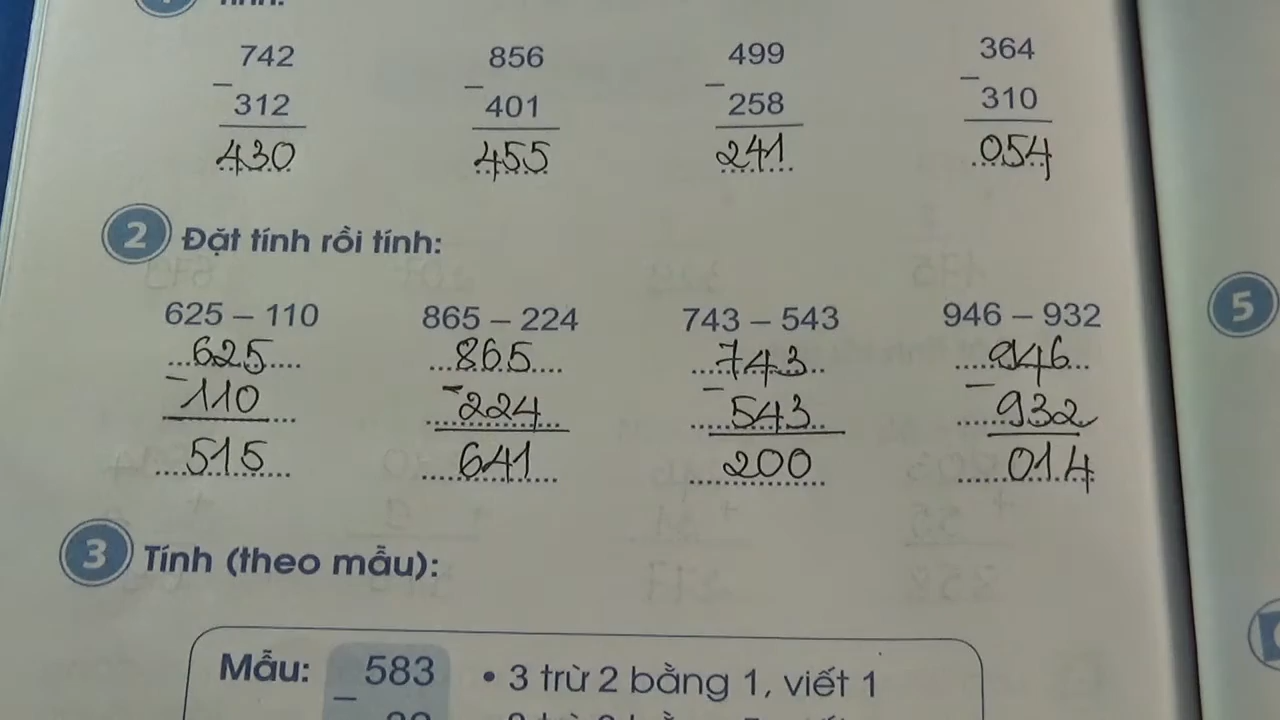 742 856 499 364
– – – –
312 401 258 310
430 455 241 054
2 Đặt tính rồi tính:
625 – 110 865 – 224 743 – 543 946 – 932
625 865 743 946
– – – –
110 224 543 932
515 641 200 014
5
3 Tính (theo mẫu):
Mẫu: 583 • 3 trừ 2 bằng 1, viết 1
–